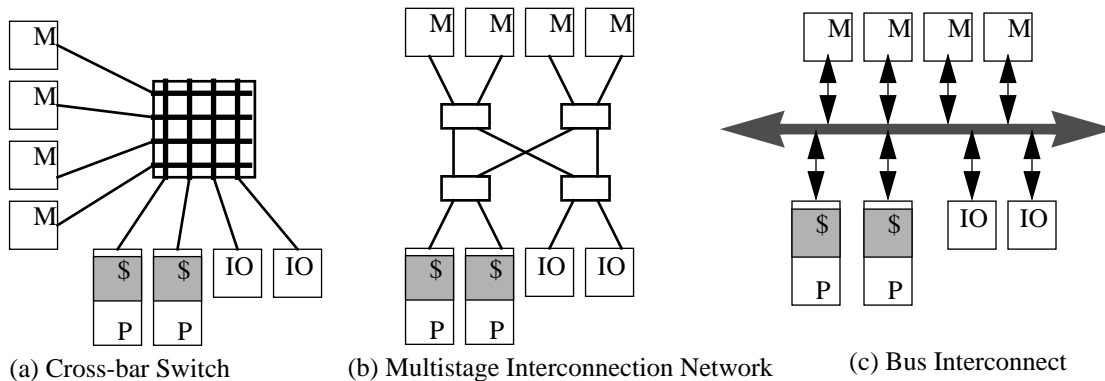 M
M
M
M
$ $ IO IO
P P
(a) Cross-bar Switch
M M M M
$ $ IO IO
P P
(b) Multistage Interconnection Network
M M M M
$ $ IO IO
P P
(c) Bus Interconnect